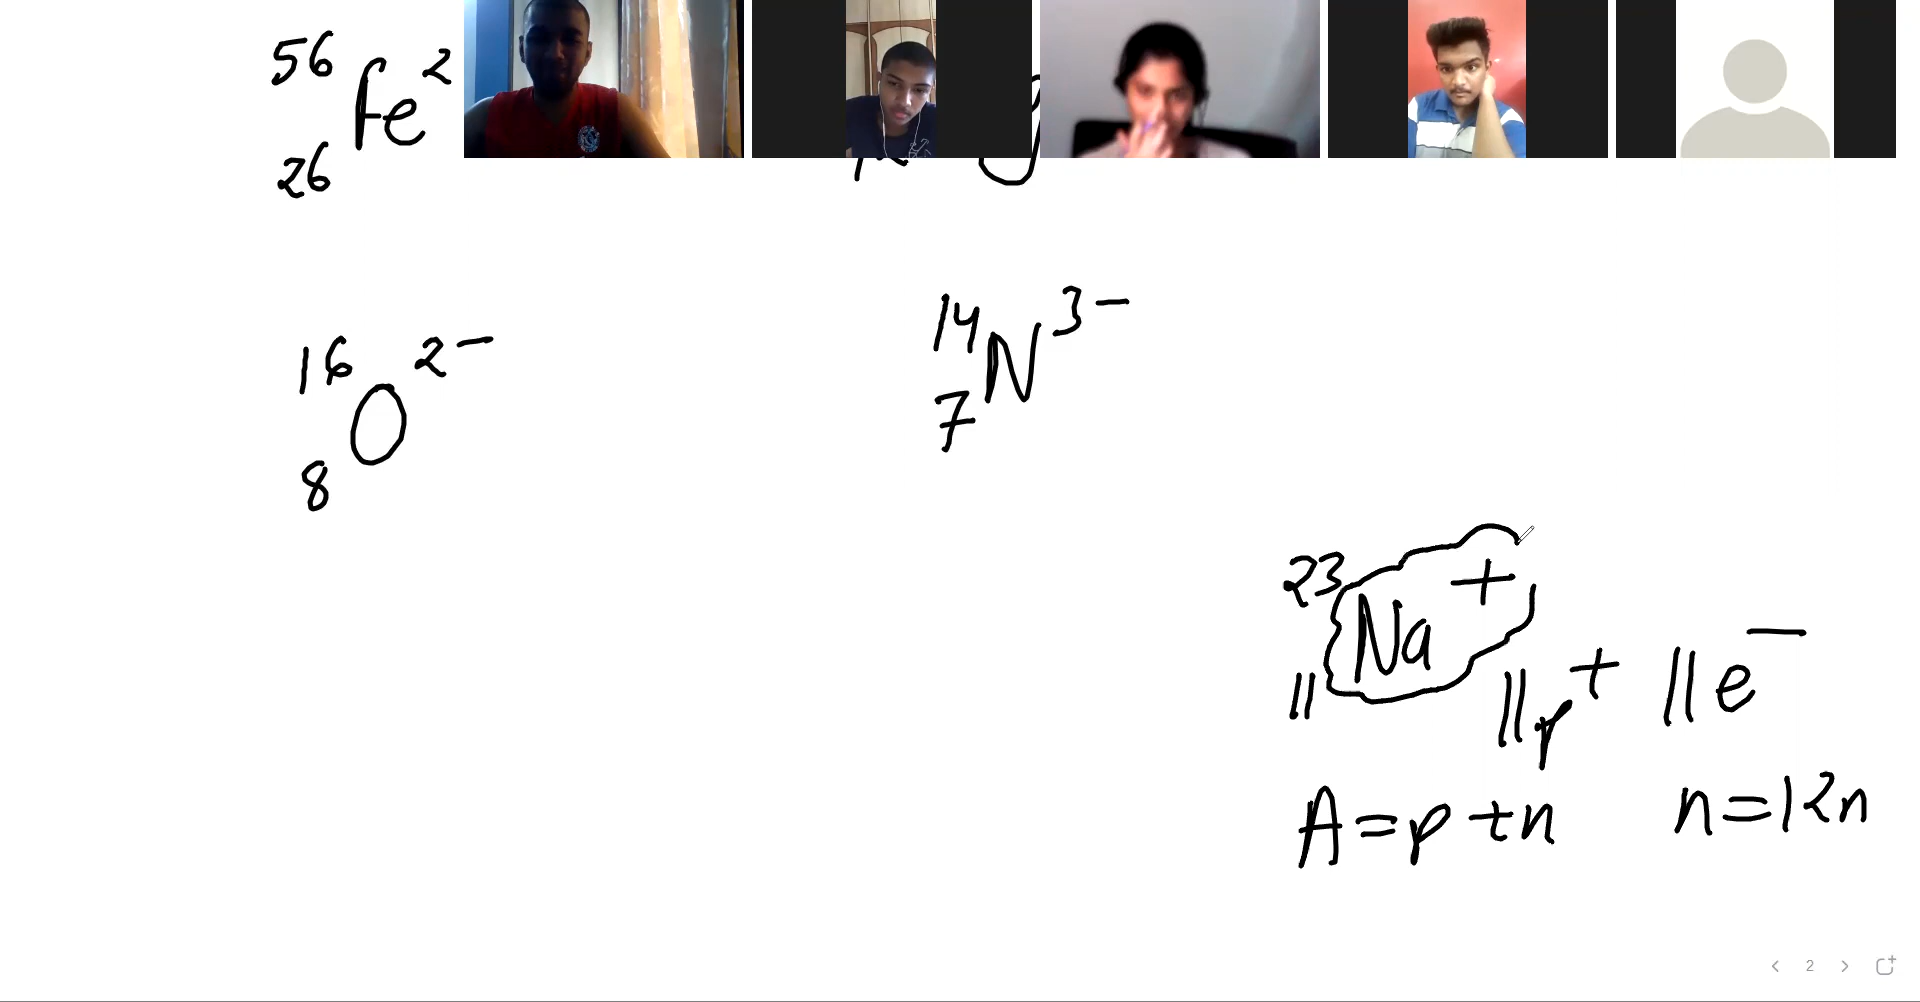 56 Fe 2
26
16 O 2−
8
14 N 3−
7
23 Na +
11
11p+ 11e−
A=p+n n=12n
2